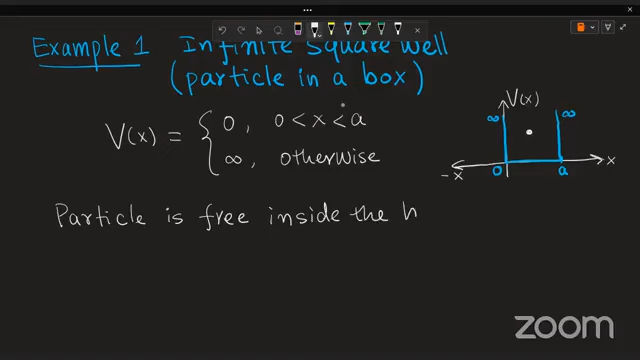 Example 1 Infinite square well
(particle in a box)
V(x) = { 0, 0 < x < a
∞, otherwise
V(x)
∞ ∞
-x 0 a x
Particle is free inside the h
zoom